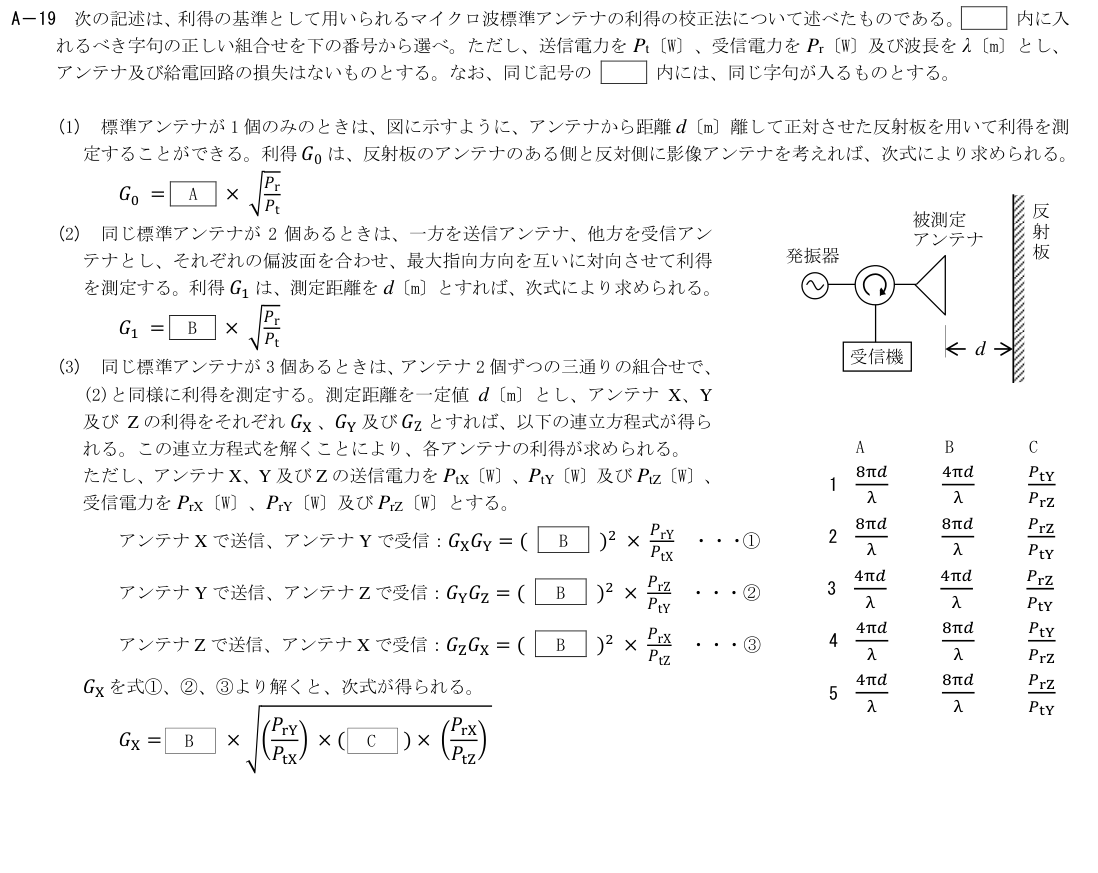 A－19 次の記述は、利得の基準として用いられるマイクロ波標準アンテナの利得の校正法について述べたものである。 内に入
れるべき字句の正しい組合せを下の番号から選べ。ただし、送信電力を Pt〔W〕、受信電力を Pr〔W〕及び波長を λ〔m〕とし、
アンテナ及び給電回路の損失はないものとする。なお、同じ記号の 内には、同じ字句が入るものとする。
(1) 標準アンテナが1個のみのときは、図に示すように、アンテナから距離 d〔m〕離して正対させた反射板を用いて利得を測
定することができる。利得 G0 は、反射板のアンテナのある側と反対側に影像アンテナを考えれば、次式により求められる。
G0 = A × √(Pr/Pt)
(2) 同じ標準アンテナが 2 個あるときは、一方を送信アンテナ、他方を受信アン
テナとし、それぞれの偏波面を合わせ、最大指向方向を互いに対向させて利得
を測定する。利得 G1 は、測定距離を d〔m〕とすれば、次式により求められる。
G1 = B × √(Pr/Pt)
(3) 同じ標準アンテナが3個あるときは、アンテナ2個ずつの三通りの組合せで、
(2)と同様に利得を測定する。測定距離を一定値 d〔m〕とし、アンテナ X、Y
及び Z の利得をそれぞれ GX 、GY 及び GZ とすれば、以下の連立方程式が得ら
れる。この連立方程式を解くことにより、各アンテナの利得が求められる。
ただし、アンテナX、Y及びZの送信電力を PtX〔W〕、PtY〔W〕及び PtZ〔W〕、
受信電力を PrX〔W〕、PrY〔W〕及び PrZ〔W〕とする。
アンテナXで送信、アンテナYで受信：GXGY = ( B )² × PrY/PtX ・・・①
アンテナYで送信、アンテナZで受信：GYGZ = ( B )² × PrZ/PtY ・・・②
アンテナZで送信、アンテナXで受信：GZGX = ( B )² × PrX/PtZ ・・・③
GX を式①、②、③より解くと、次式が得られる。
GX = B × √((PrY/PtX) × ( C ) × (PrX/PtZ))
発振器
被測定
アンテナ
反射板
受信機
d
A B C
1 8πd/λ 4πd/λ PtY/PrZ
2 8πd/λ 4πd/λ PrZ/PtY
3 4πd/λ 4πd/λ PrZ/PtY
4 4πd/λ 8πd/λ PtY/PrZ
5 4πd/λ 8πd/λ PrZ/PtY